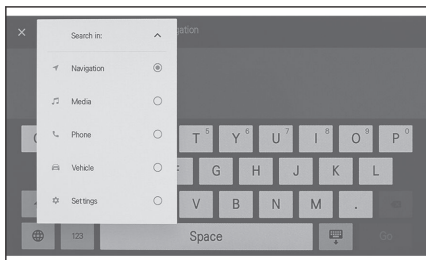 Search in:
Navigation
Media
Phone
Vehicle
Settings
T 5 Y 6 U 7 I 8 O 9 P 0
G H J K L
V B N M .
123 Space Go